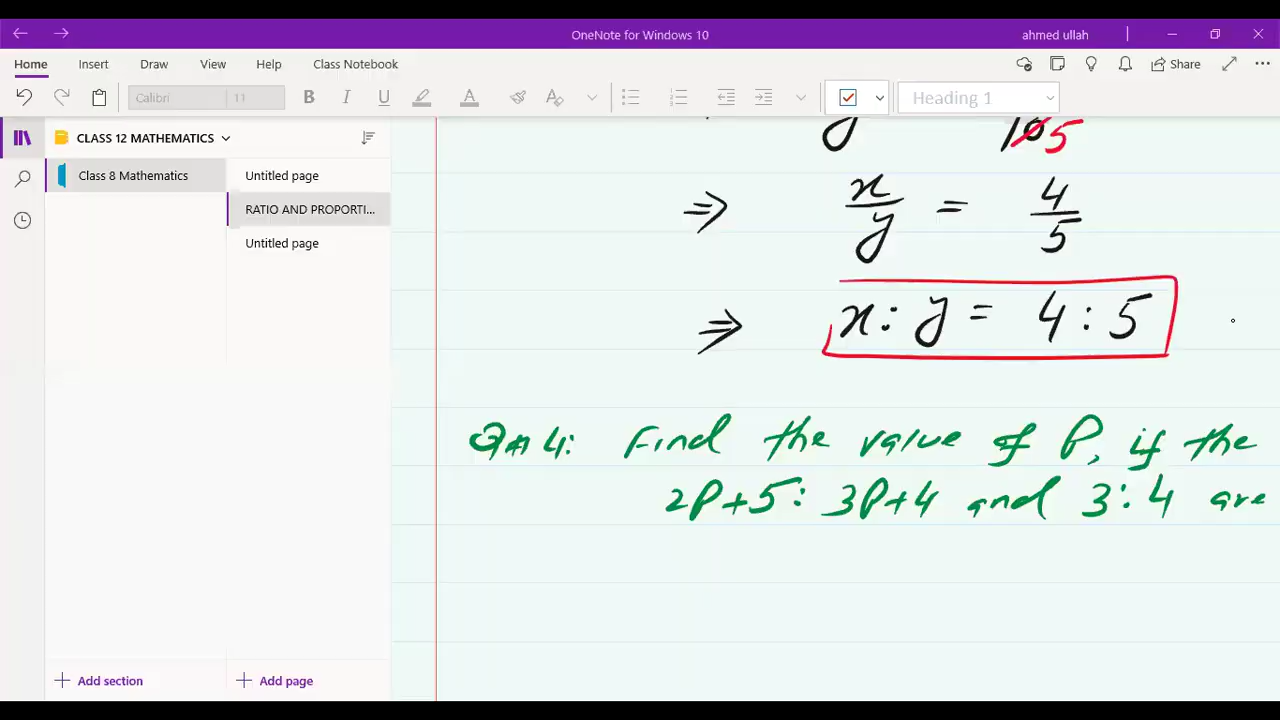 OneNote for Windows 10
ahmed ullah
Home Insert Draw View Help Class Notebook
Share
Calibri 11
B I U A
Heading 1
CLASS 12 MATHEMATICS
Class 8 Mathematics
Untitled page
RATIO AND PROPORTI...
Untitled page
y 10 5
⇒ x/y = 4/5
⇒ x : y = 4 : 5
Q#4: Find the value of P, if the
2P+5 : 3P+4 and 3:4 are
+ Add section
+ Add page